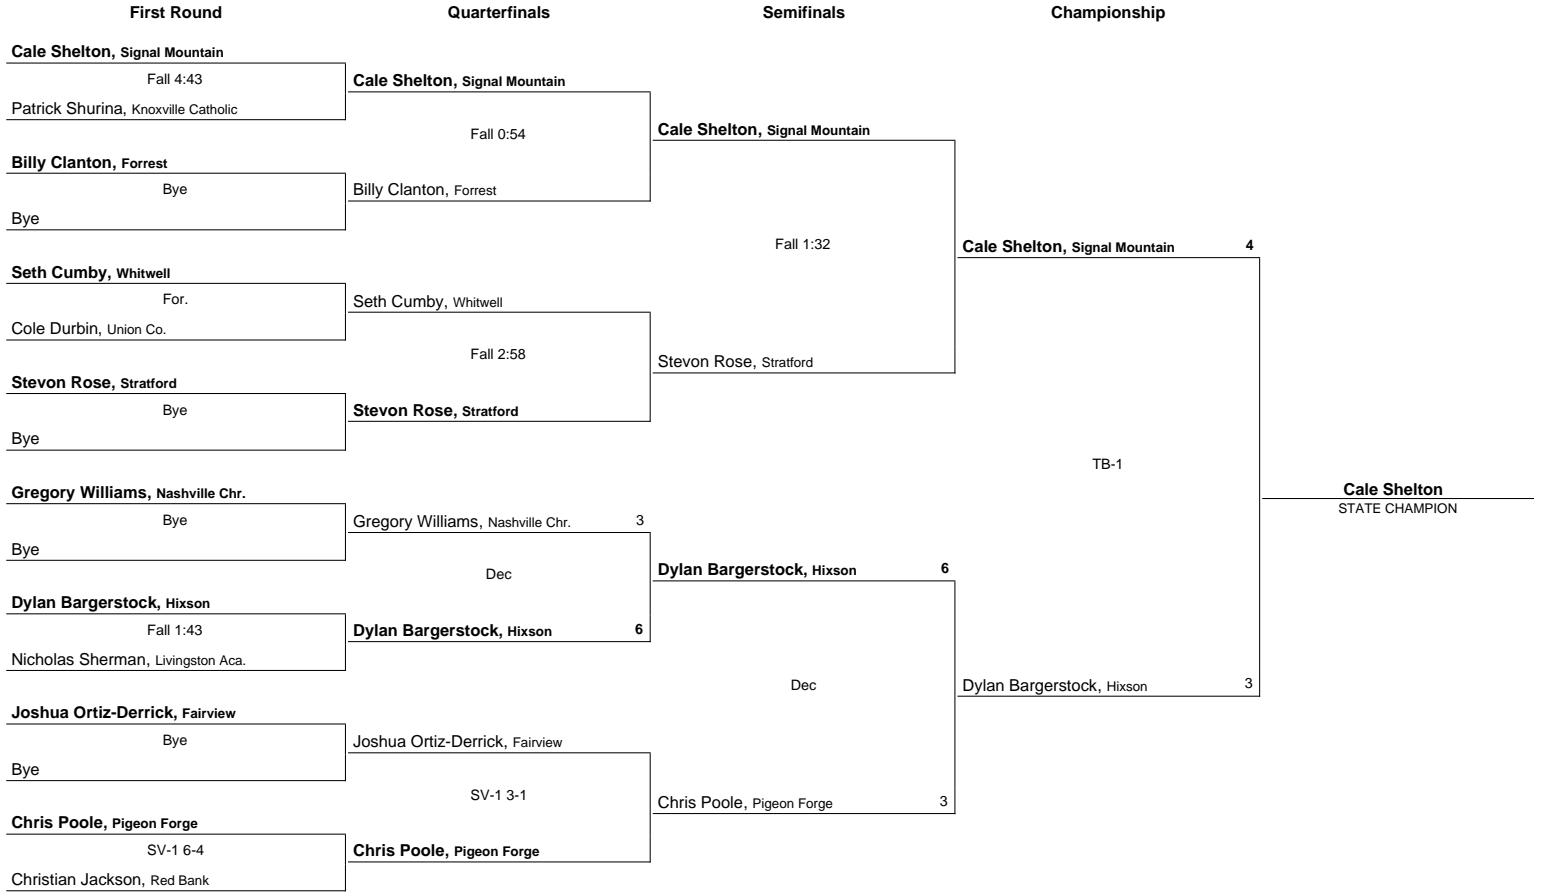 First Round Quarterfinals Semifinals Championship
Cale Shelton, Signal Mountain
Fall 4:43
Patrick Shurina, Knoxville Catholic
Billy Clanton, Forrest
Bye
Bye
Seth Cumby, Whitwell
For.
Cole Durbin, Union Co.
Stevon Rose, Stratford
Bye
Bye
Gregory Williams, Nashville Chr.
Bye
Bye
Dylan Bargerstock, Hixson
Fall 1:43
Nicholas Sherman, Livingston Aca.
Joshua Ortiz-Derrick, Fairview
Bye
Bye
Chris Poole, Pigeon Forge
SV-1 6-4
Christian Jackson, Red Bank
Cale Shelton, Signal Mountain
Fall 0:54
Billy Clanton, Forrest
Seth Cumby, Whitwell
Fall 2:58
Stevon Rose, Stratford
Gregory Williams, Nashville Chr. 3
Dec
Dylan Bargerstock, Hixson 6
Joshua Ortiz-Derrick, Fairview
SV-1 3-1
Chris Poole, Pigeon Forge
Cale Shelton, Signal Mountain
Fall 1:32
Stevon Rose, Stratford
Dylan Bargerstock, Hixson 6
Dec
Chris Poole, Pigeon Forge 3
Cale Shelton, Signal Mountain 4
TB-1
Dylan Bargerstock, Hixson 3
Cale Shelton
STATE CHAMPION